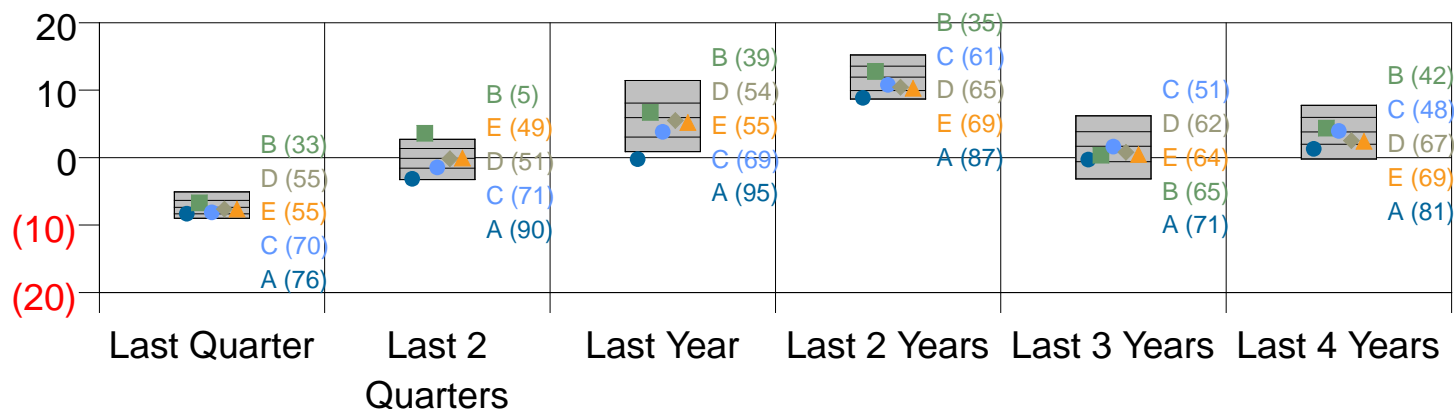 20
10
0
(10)
(20)
B (33)
D (55)
E (55)
C (70)
A (76)
B (5)
E (49)
D (51)
C (71)
A (90)
B (39)
D (54)
E (55)
C (69)
A (95)
B (35)
C (61)
D (65)
E (69)
A (87)
C (51)
D (62)
E (64)
B (65)
A (71)
B (42)
C (48)
D (67)
E (69)
A (81)
Last Quarter
Last 2
Quarters
Last Year
Last 2 Years
Last 3 Years
Last 4 Years